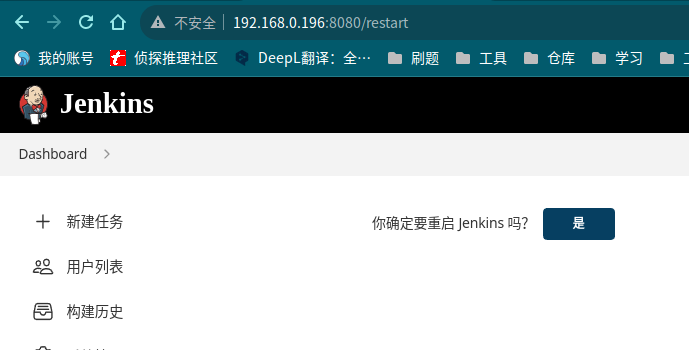 不安全 192.168.0.196:8080/restart
我的账号 侦探推理社区 DeepL翻译：全… 刷题 工具 仓库 学习
Jenkins
Dashboard
新建任务
你确定要重启 Jenkins 吗？ 是
用户列表
构建历史